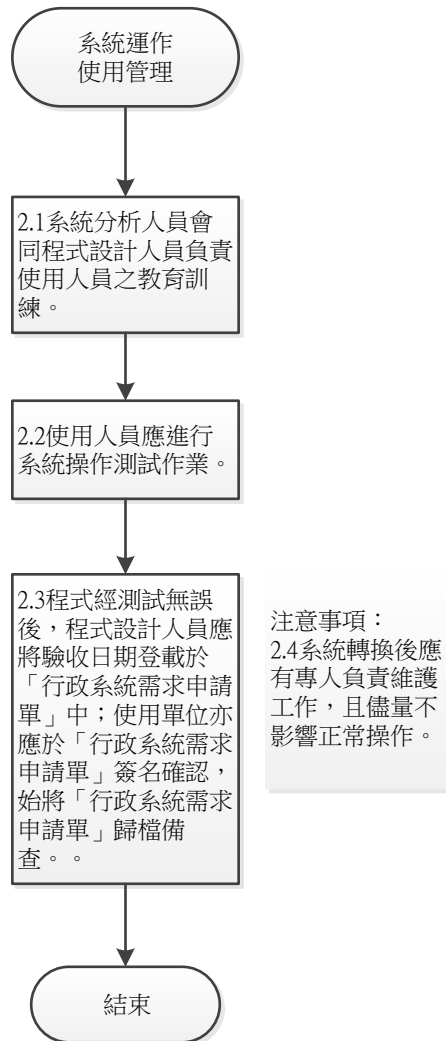 系統運作
使用管理
2.1系統分析人員會
同程式設計人員負責
使用人員之教育訓
練。
2.2使用人員應進行
系統操作測試作業。
2.3程式經測試無誤
後，程式設計人員應
將驗收日期登載於
「行政系統需求申請
單」中；使用單位亦
應於「行政系統需求
申請單」簽名確認，
始將「行政系統需求
申請單」歸檔備
查。。
注意事項：
2.4系統轉換後應
有專人負責維護
工作，且儘量不
影響正常操作。
結束